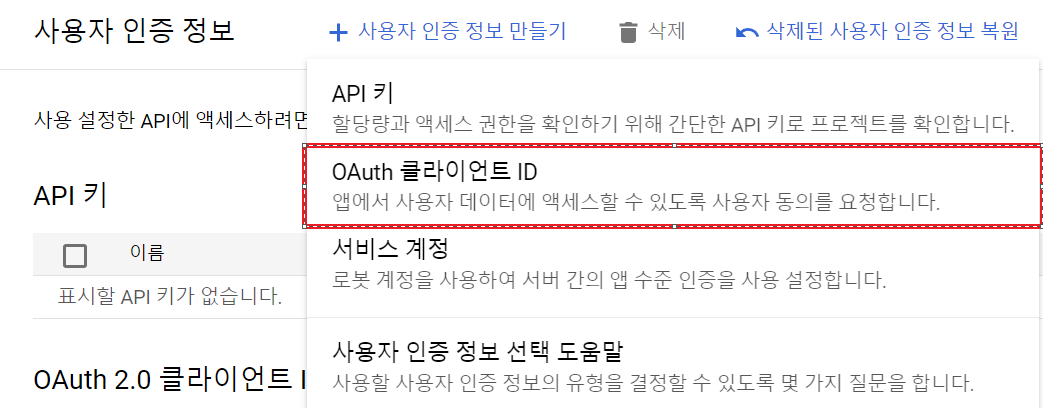 사용자 인증 정보
사용자 인증 정보 만들기
삭제
삭제된 사용자 인증 정보 복원
사용 설정한 API에 액세스하려면
API 키
할당량과 액세스 권한을 확인하기 위해 간단한 API 키로 프로젝트를 확인합니다.
OAuth 클라이언트 ID
앱에서 사용자 데이터에 액세스할 수 있도록 사용자 동의를 요청합니다.
API 키
이름
서비스 계정
로봇 계정을 사용하여 서버 간의 앱 수준 인증을 사용 설정합니다.
표시할 API 키가 없습니다.
사용자 인증 정보 선택 도움말
사용할 사용자 인증 정보의 유형을 결정할 수 있도록 몇 가지 질문을 합니다.
OAuth 2.0 클라이언트 I